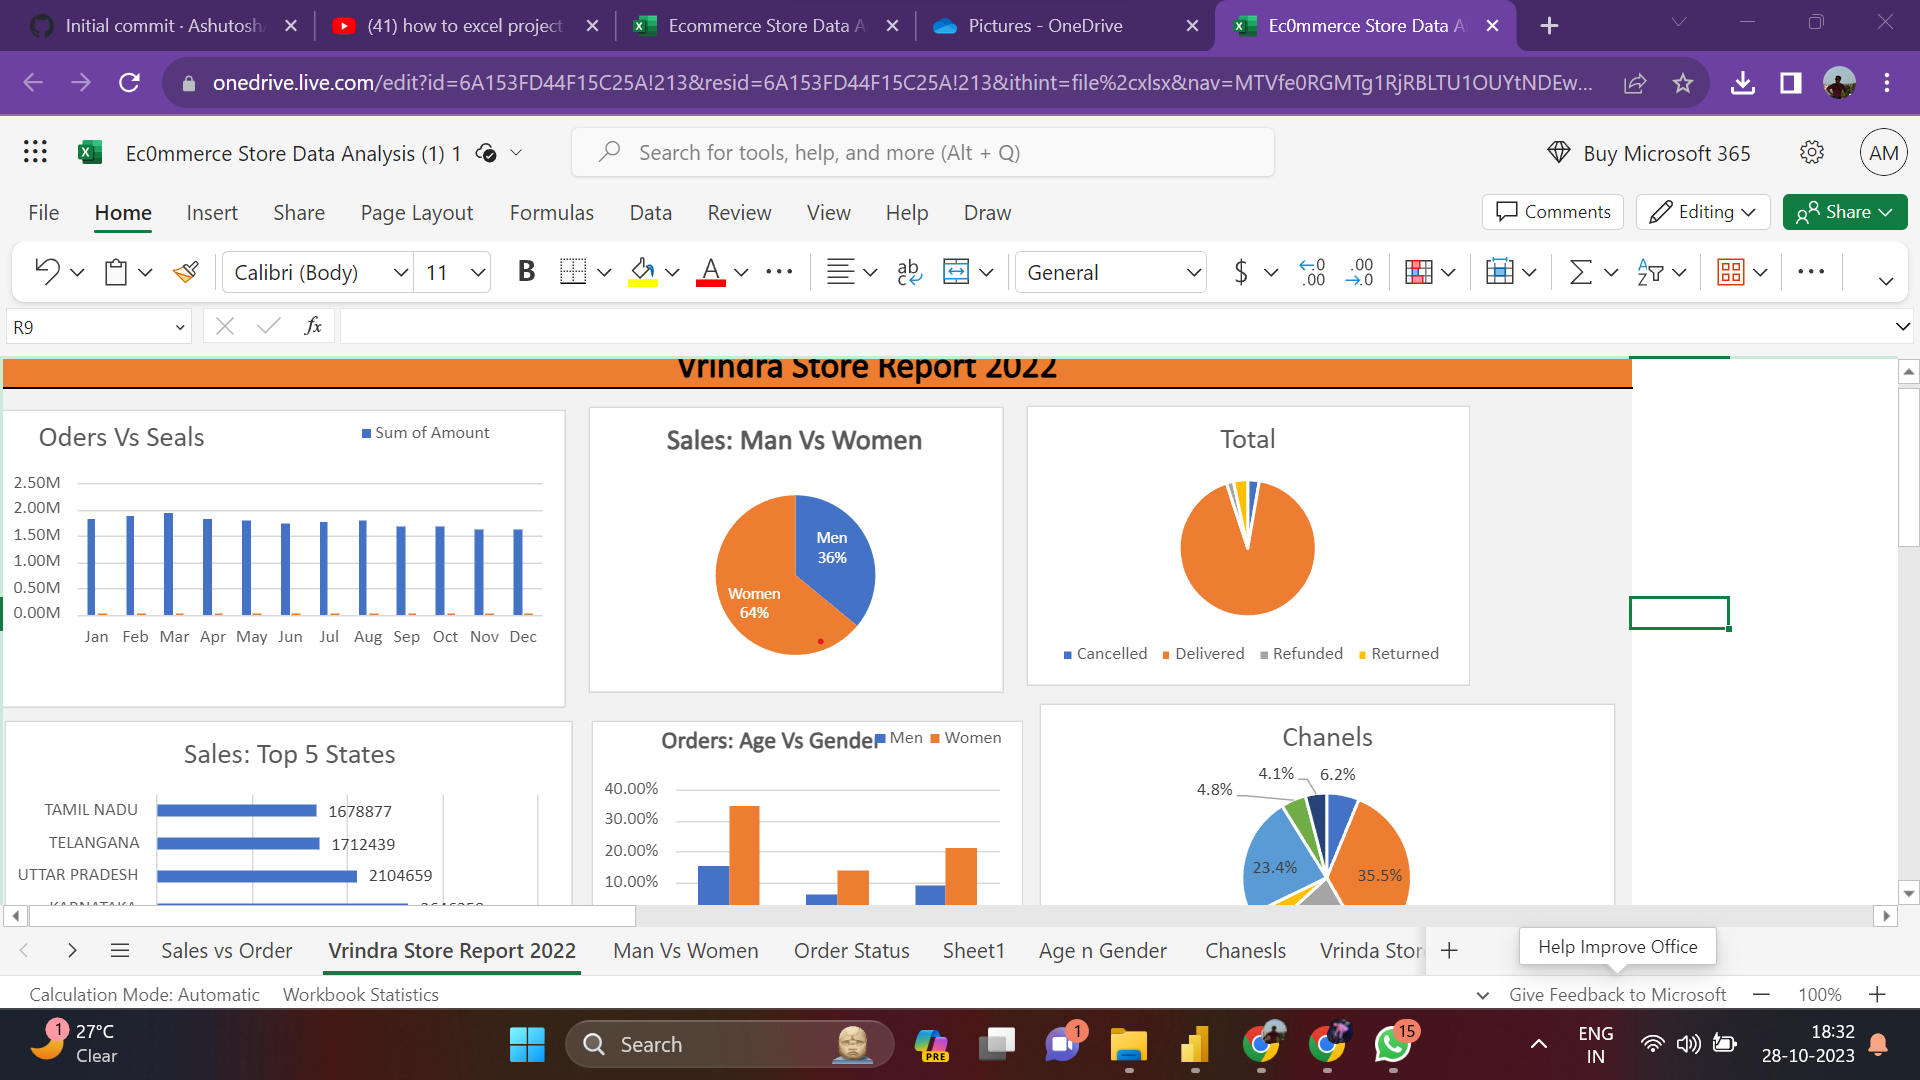 Initial commit · Ashutosh
(41) how to excel project
Ecommerce Store Data A
Pictures - OneDrive
Ec0mmerce Store Data A
onedrive.live.com/edit?id=6A153FD44F15C25A!213&resid=6A153FD44F15C25A!213&ithint=file%2cxlsx&nav=MTVfe0RGMTg1RjRBLTU1OUYtNDEw...
Ec0mmerce Store Data Analysis (1) 1
Search for tools, help, and more (Alt + Q)
Buy Microsoft 365
AM
File Home Insert Share Page Layout Formulas Data Review View Help Draw
Comments
Editing
Share
Calibri (Body) 11 B A ab General $
R9
fx
Vrindra Store Report 2022
Oders Vs Seals
Sum of Amount
2.50M
2.00M
1.50M
1.00M
0.50M
0.00M
Jan Feb Mar Apr May Jun Jul Aug Sep Oct Nov Dec
Sales: Man Vs Women
Men
36%
Women
64%
Total
Cancelled Delivered Refunded Returned
Sales: Top 5 States
TAMIL NADU 1678877
TELANGANA 1712439
UTTAR PRADESH 2104659
Orders: Age Vs Gender
Men Women
40.00%
30.00%
20.00%
10.00%
Chanels
4.1% 6.2%
4.8%
23.4%
35.5%
Sales vs Order Vrindra Store Report 2022 Man Vs Women Order Status Sheet1 Age n Gender Chanesls Vrinda Stor
Help Improve Office
Calculation Mode: Automatic Workbook Statistics
Give Feedback to Microsoft
100%
1
27°C
Clear
Search
PRE
1
15
ENG
IN
18:32
28-10-2023